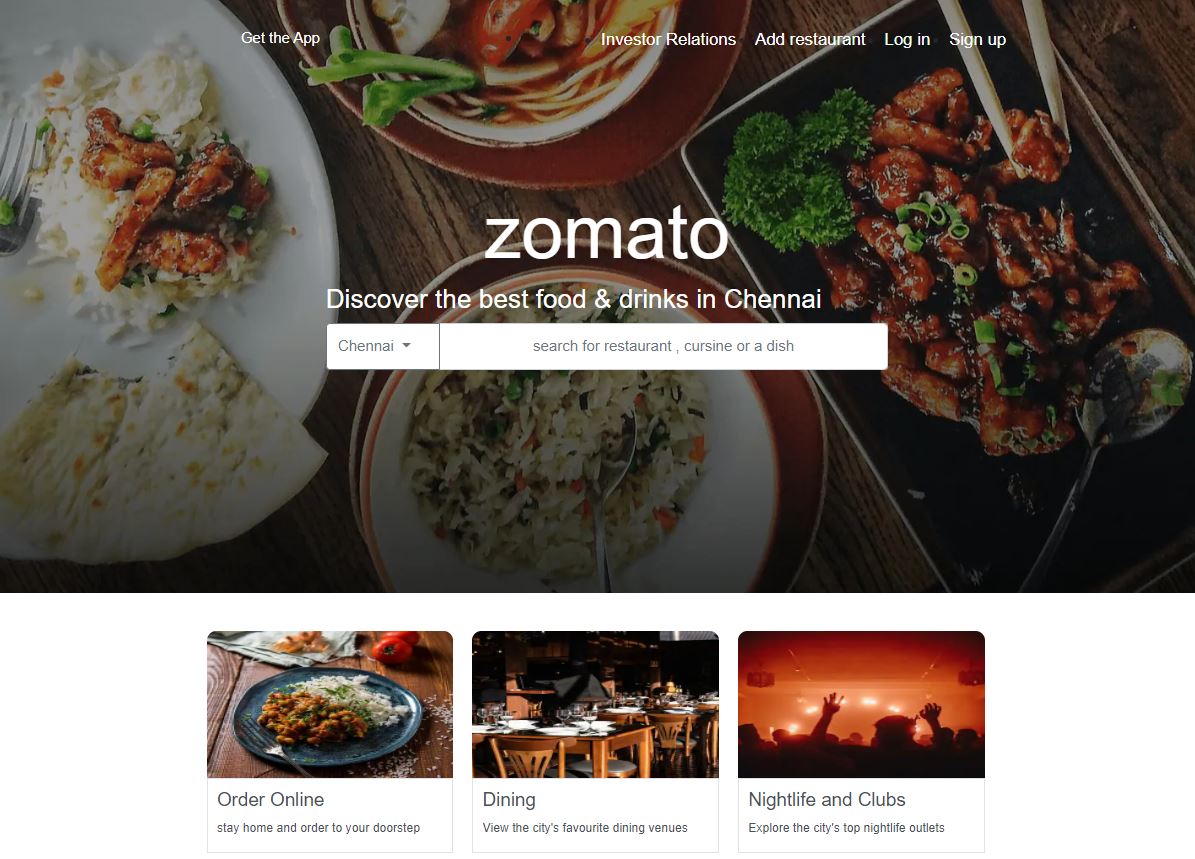 Get the App
Investor Relations Add restaurant Log in Sign up
zomato
Discover the best food & drinks in Chennai
Chennai search for restaurant , cursine or a dish
Order Online
stay home and order to your doorstep
Dining
View the city's favourite dining venues
Nightlife and Clubs
Explore the city's top nightlife outlets